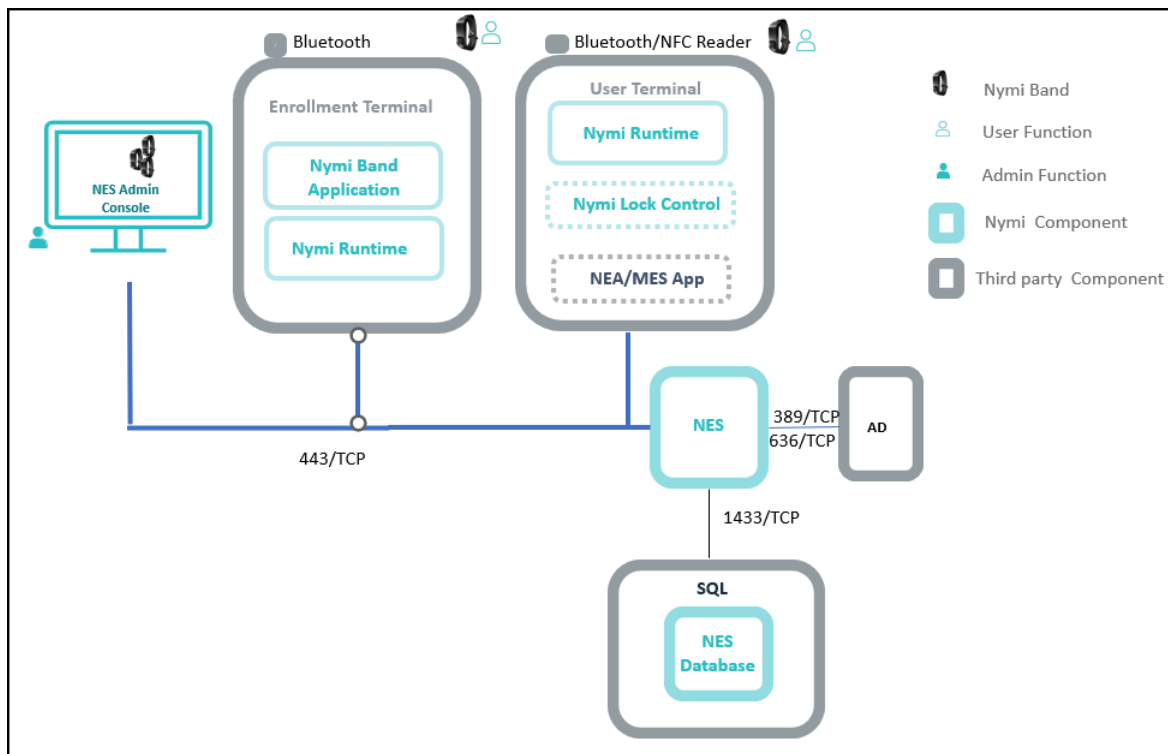 Bluetooth
Bluetooth/NFC Reader
Enrollment Terminal
Nymi Band
Application
Nymi Runtime
User Terminal
Nymi Runtime
Nymi Lock Control
NEA/MES App
NES Admin
Console
Nymi Band
User Function
Admin Function
Nymi Component
Third party Component
443/TCP
NES
389/TCP
636/TCP
AD
1433/TCP
SQL
NES
Database